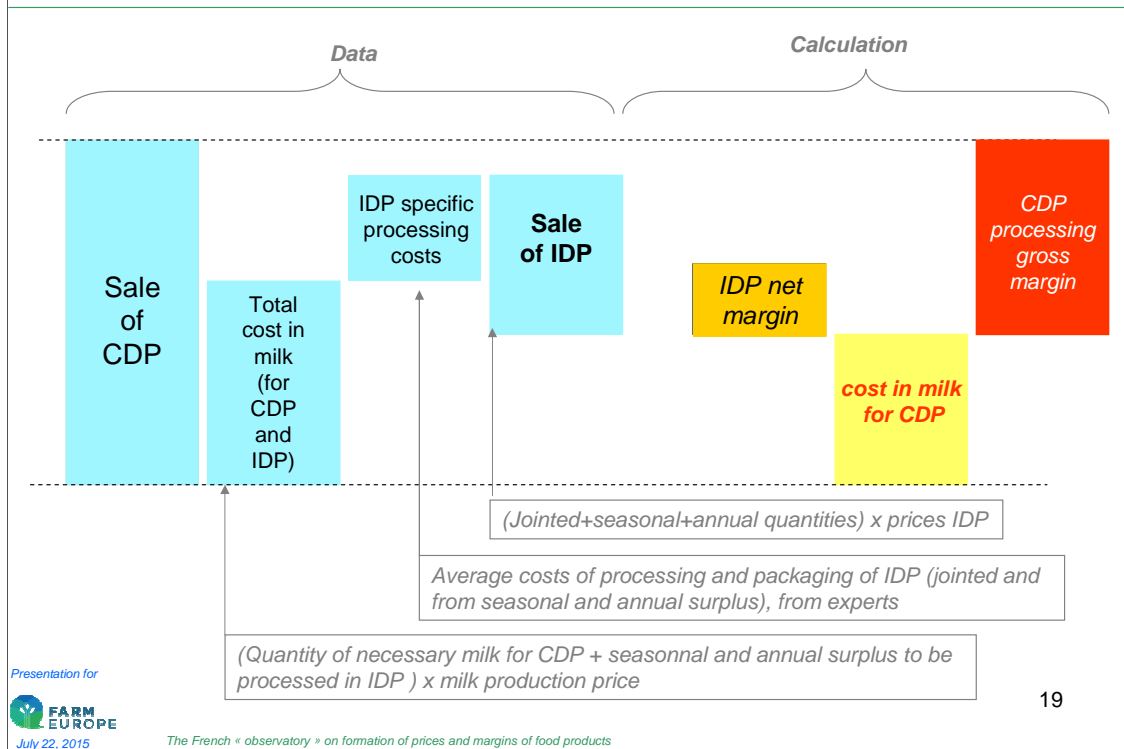 Data
Calculation
Sale
of
CDP
Total
cost in
milk
(for
CDP
and
IDP)
IDP specific
processing
costs
Sale
of IDP
IDP net
margin
cost in milk
for CDP
CDP
processing
gross
margin
(Jointed+seasonal+annual quantities) x prices IDP
Average costs of processing and packaging of IDP (jointed and
from seasonal and annual surplus), from experts
(Quantity of necessary milk for CDP + seasonnal and annual surplus to be
processed in IDP ) x milk production price
Presentation for
FARM
EUROPE
July 22, 2015
The French « observatory » on formation of prices and margins of food products
19